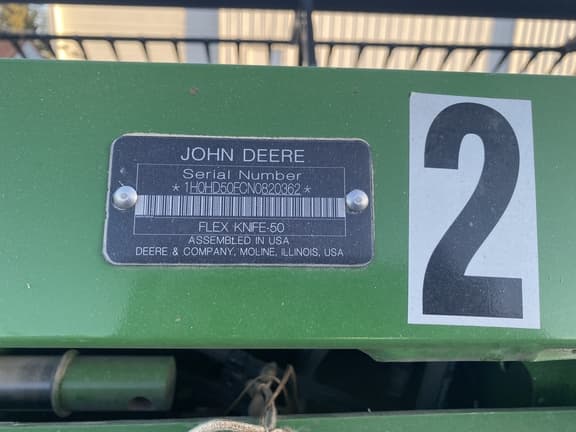 JOHN DEERE
Serial Number
*1H0HD50FCN0820362*
FLEX KNIFE-50
ASSEMBLED IN USA
DEERE & COMPANY, MOLINE, ILLINOIS, USA
2